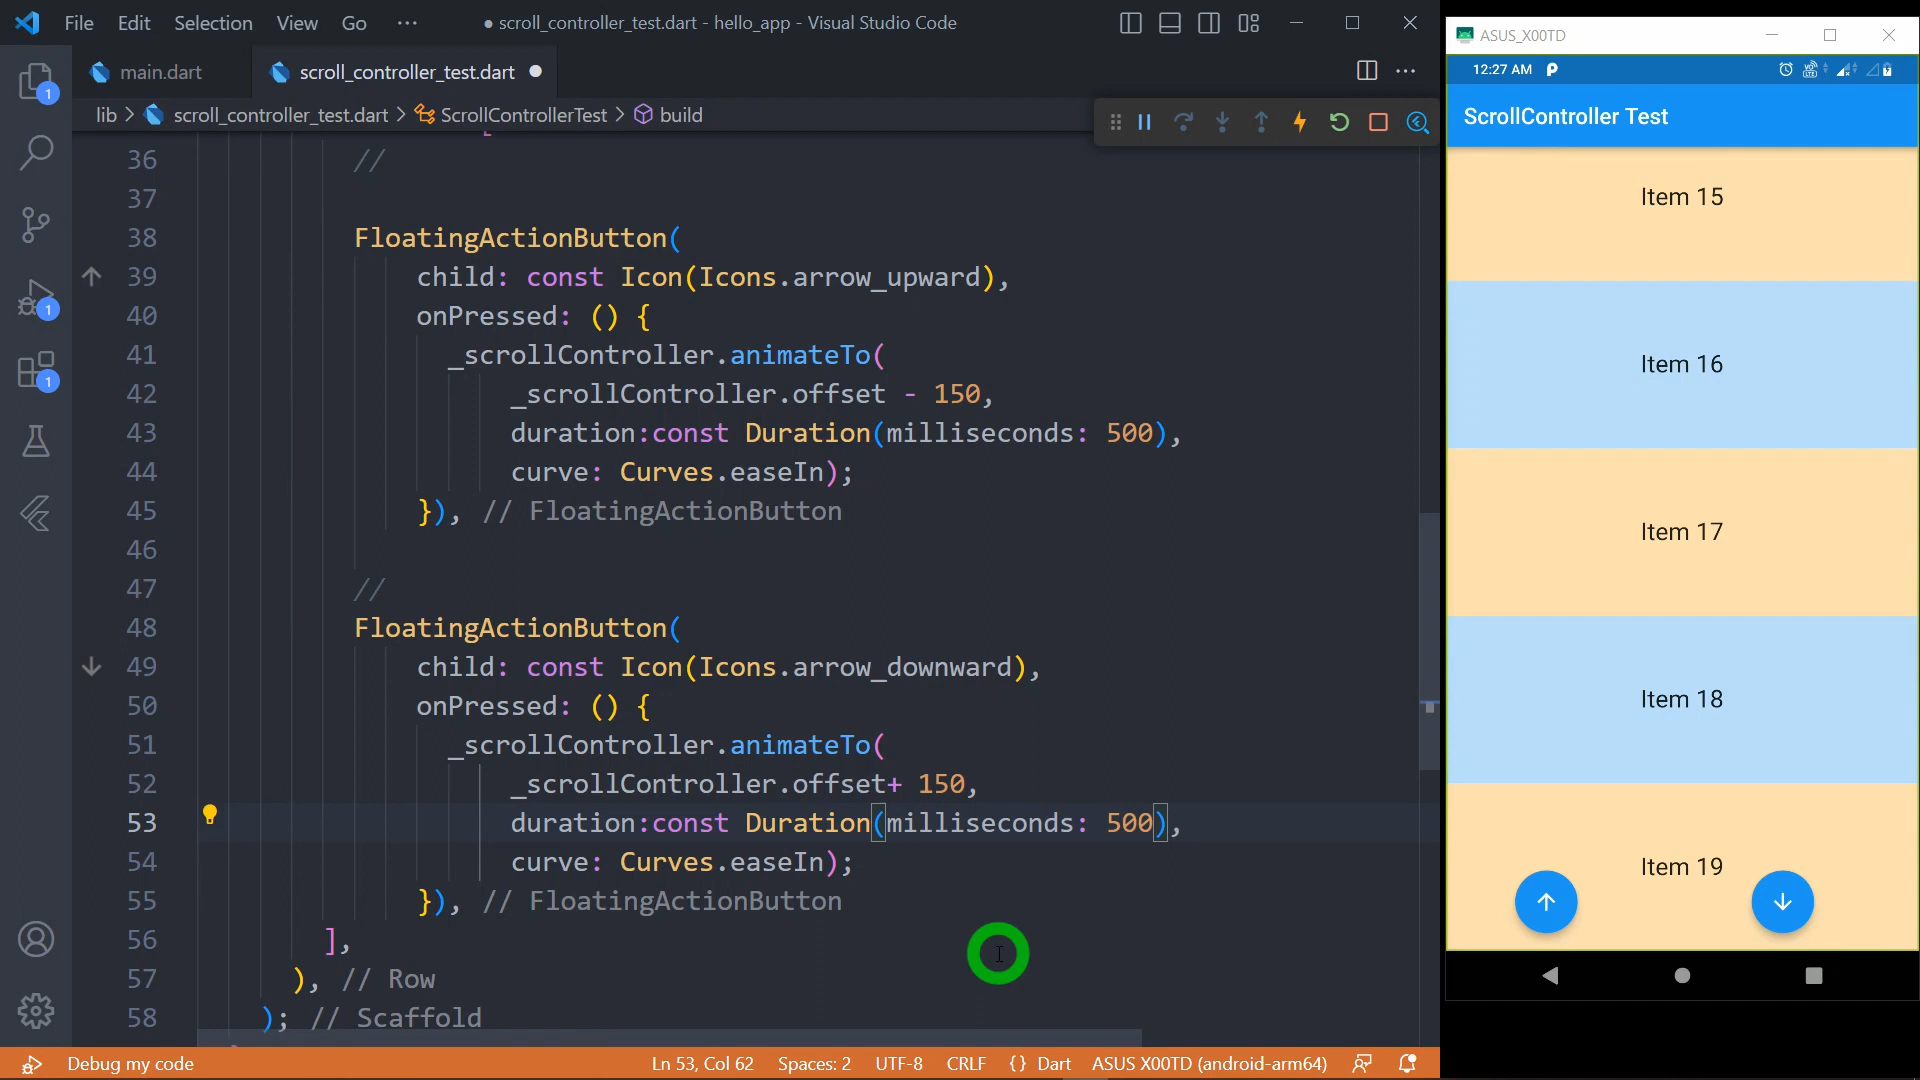 File Edit Selection View Go ··· ● scroll_controller_test.dart - hello_app - Visual Studio Code
main.dart scroll_controller_test.dart ●
lib > scroll_controller_test.dart > ScrollControllerTest > build
36 //
37
38 FloatingActionButton(
39 child: const Icon(Icons.arrow_upward),
40 onPressed: () {
41 _scrollController.animateTo(
42 _scrollController.offset - 150,
43 duration:const Duration(milliseconds: 500),
44 curve: Curves.easeIn);
45 }), // FloatingActionButton
46
47 //
48 FloatingActionButton(
49 child: const Icon(Icons.arrow_downward),
50 onPressed: () {
51 _scrollController.animateTo(
52 _scrollController.offset+ 150,
53 duration:const Duration(milliseconds: 500),
54 curve: Curves.easeIn);
55 }), // FloatingActionButton
56 ],
57 ), // Row
58 ); // Scaffold
1
1
1
Debug my code Ln 53, Col 62 Spaces: 2 UTF-8 CRLF {} Dart ASUS X00TD (android-arm64)
ASUS_X00TD
12:27 AM
ScrollController Test
Item 15
Item 16
Item 17
Item 18
Item 19